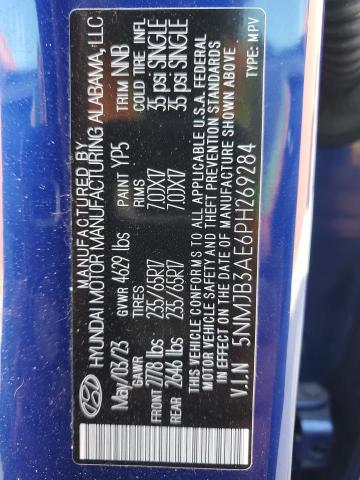 MANUFACTURED BY
HYUNDAI MOTOR MANUFACTURING ALABAMA, LLC
May/03/23 GVWR 4629 lbs PAINT YP5 TRIM NNB
GAWR TIRES RIMS COLD TIRE INFL
FRONT 2778 lbs 235/65R17 7.0JX17 35 psi SINGLE
REAR 2646 lbs 235/65R17 7.0JX17 35 psi SINGLE
THIS VEHICLE CONFORMS TO ALL APPLICABLE U.S.A. FEDERAL
MOTOR VEHICLE SAFETY AND THEFT PREVENTION STANDARDS
IN EFFECT ON THE DATE OF MANUFACTURE SHOWN ABOVE.
V.I.N 5NMJB3AE6PH269284 TYPE: MPV